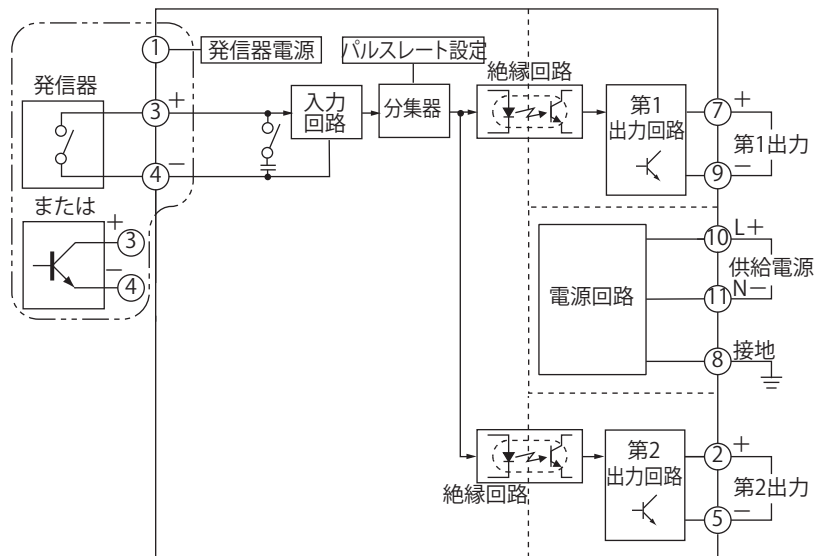 ① 発信器電源
パルスレート設定
発信器
③ +
入力
回路
分集器
絶縁回路
第1
出力回路
⑦ +
第1出力
⑨ −
④ −
または
+ ③
− ④
電源回路
⑩ L+
供給電源
⑪ N−
⑧ 接地
絶縁回路
第2
出力回路
② +
第2出力
⑤ −